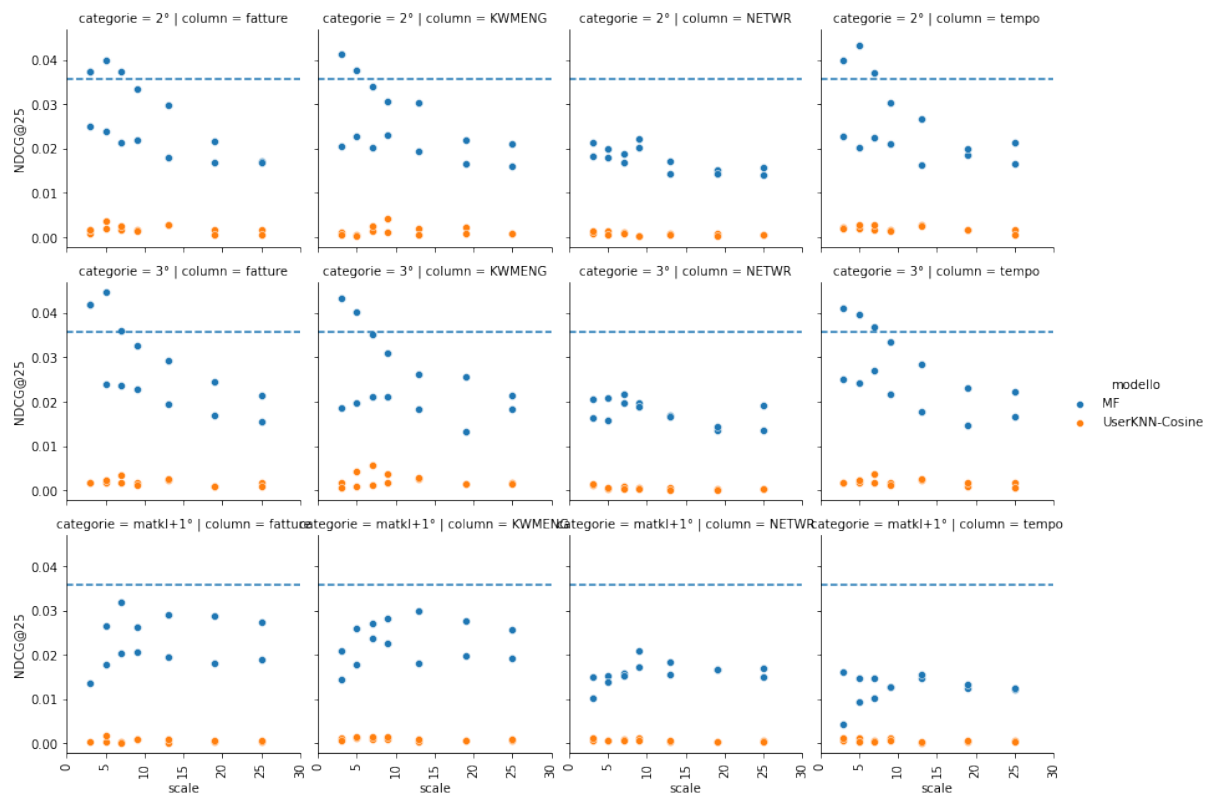 categorie = 2° | column = fatture
categorie = 2° | column = KWMENG
categorie = 2° | column = NETWR
categorie = 2° | column = tempo
0.04
0.03
0.02
0.01
0.00
NDCG@25
categorie = 3° | column = fatture
categorie = 3° | column = KWMENG
categorie = 3° | column = NETWR
categorie = 3° | column = tempo
0.04
0.03
0.02
0.01
0.00
NDCG@25
modello
MF
UserKNN-Cosine
categorie = matkl+1° | column = fatture
categorie = matkl+1° | column = KWMENG
categorie = matkl+1° | column = NETWR
categorie = matkl+1° | column = tempo
0.04
0.03
0.02
0.01
0.00
NDCG@25
0 5 10 15 20 25 30
0 5 10 15 20 25 30
0 5 10 15 20 25 30
0 5 10 15 20 25 30
scale
scale
scale
scale